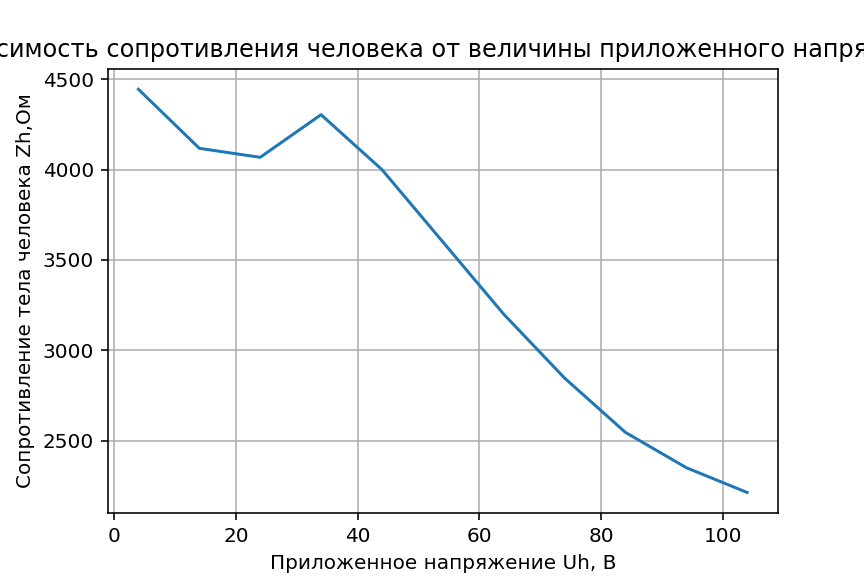 симость сопротивления человека от величины приложенного напря
4500
4000
3500
3000
2500
Сопротивление тела человека Zh,Ом
0 20 40 60 80 100
Приложенное напряжение Uh, В